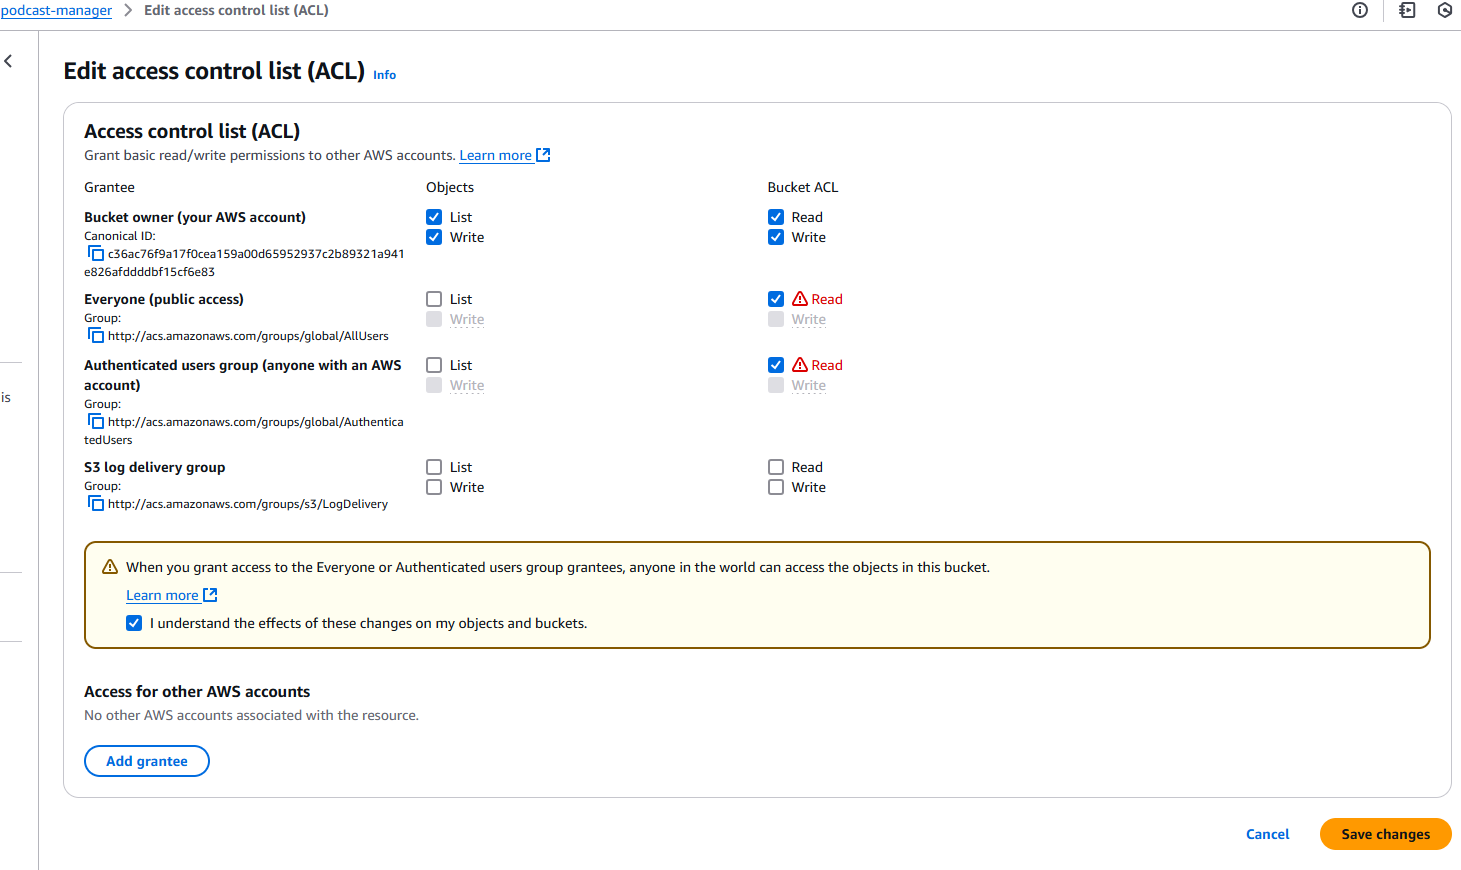 podcast-manager > Edit access control list (ACL)
Edit access control list (ACL) Info
Access control list (ACL)
Grant basic read/write permissions to other AWS accounts. Learn more
Grantee Objects Bucket ACL
Bucket owner (your AWS account) List Read
Canonical ID: Write Write
c36ac76f9a17f0cea159a00d65952937c2b89321a941
e826afddddbf15cf6e83
Everyone (public access) List Read
Group: Write Write
http://acs.amazonaws.com/groups/global/AllUsers
Authenticated users group (anyone with an AWS List Read
account) Write Write
is
Group:
http://acs.amazonaws.com/groups/global/Authentica
tedUsers
S3 log delivery group List Read
Group: Write Write
http://acs.amazonaws.com/groups/s3/LogDelivery
When you grant access to the Everyone or Authenticated users group grantees, anyone in the world can access the objects in this bucket.
Learn more
I understand the effects of these changes on my objects and buckets.
Access for other AWS accounts
No other AWS accounts associated with the resource.
Add grantee
Cancel Save changes